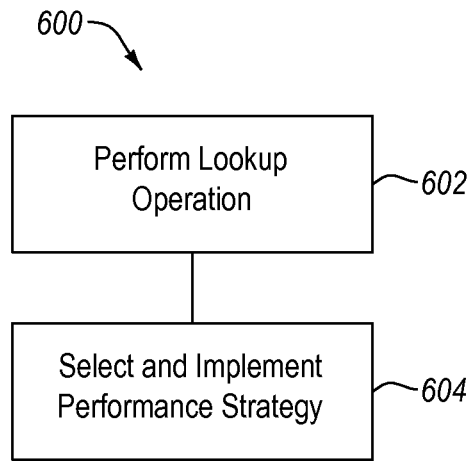 600
Perform Lookup
Operation
602
Select and Implement
Performance Strategy
604